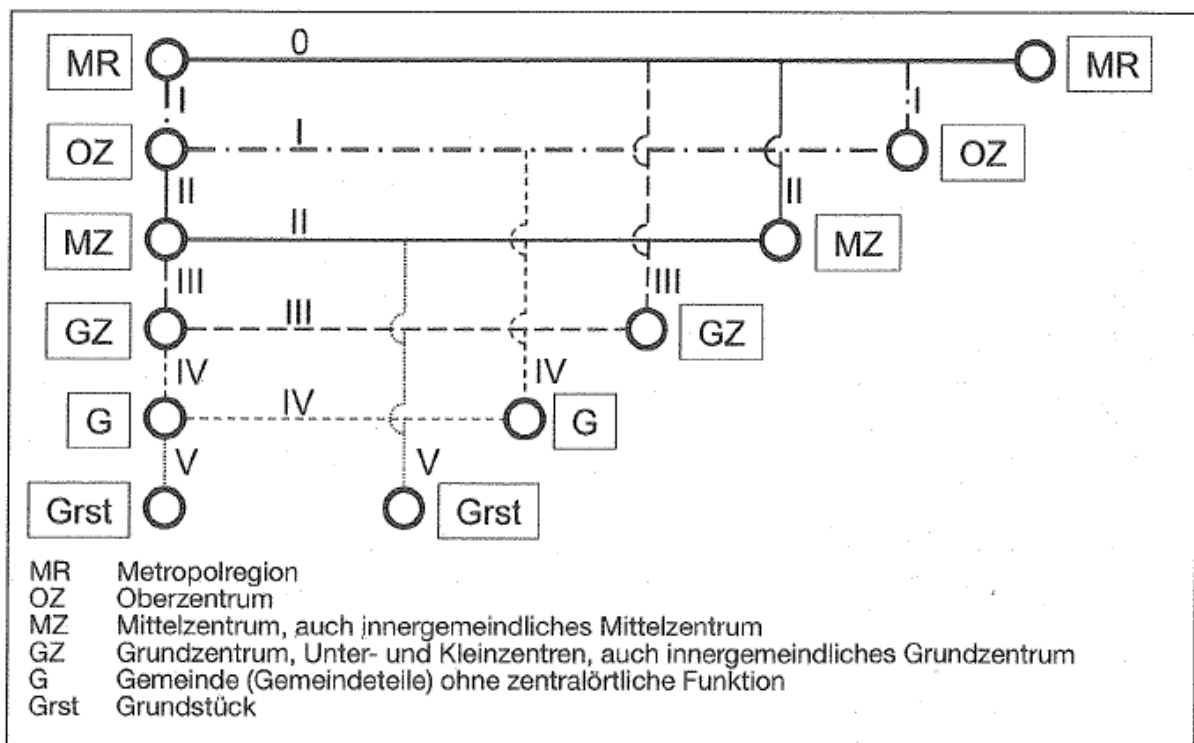 0
MR MR
I I
I
OZ OZ
II II
II
MZ MZ
III III
III
GZ GZ
IV IV
IV
G G
V V
Grst Grst
MR Metropolregion
OZ Oberzentrum
MZ Mittelzentrum, auch innergemeindliches Mittelzentrum
GZ Grundzentrum, Unter- und Kleinzentren, auch innergemeindliches Grundzentrum
G Gemeinde (Gemeindeteile) ohne zentralörtliche Funktion
Grst Grundstück